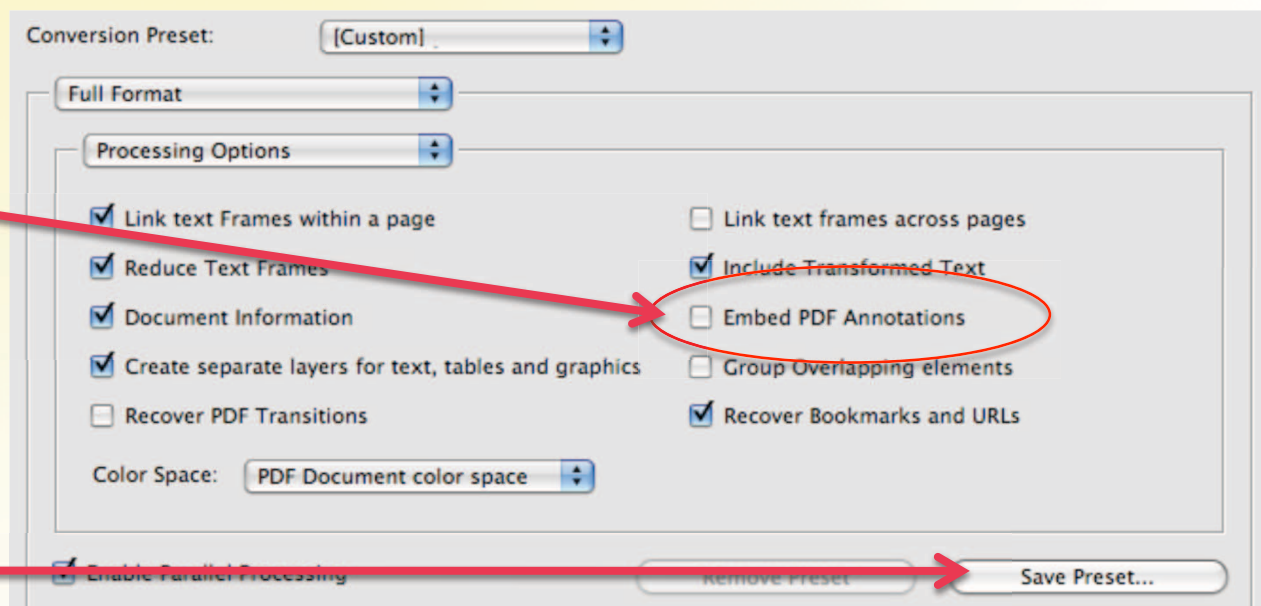 Conversion Preset: [Custom]
Full Format
Processing Options
Link text Frames within a page
Link text frames across pages
Reduce Text Frames
Include Transformed Text
Document Information
Embed PDF Annotations
Create separate layers for text, tables and graphics
Group Overlapping elements
Recover PDF Transitions
Recover Bookmarks and URLs
Color Space: PDF Document color space
Enable Parallel Processing
Remove Preset
Save Preset...